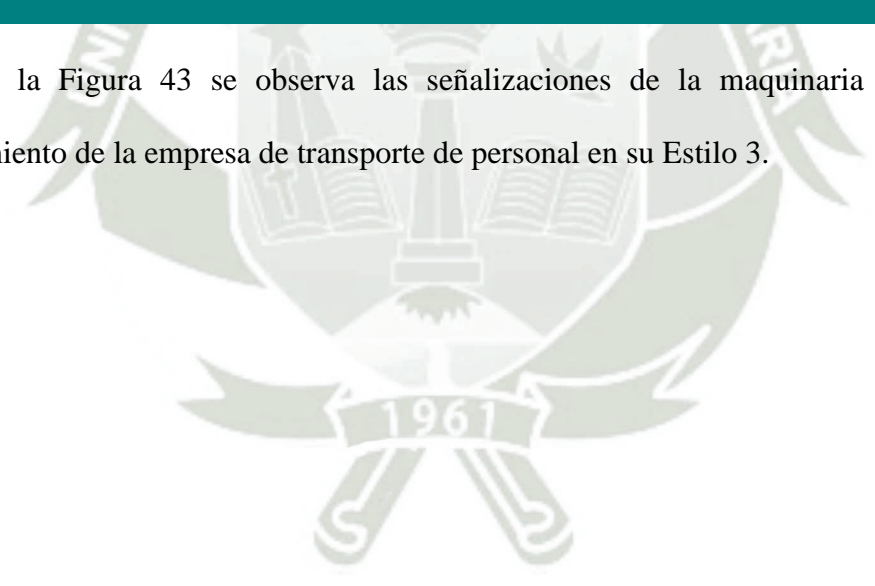 la Figura 43 se observa las señalizaciones de la maquinaria
iento de la empresa de transporte de personal en su Estilo 3.
1961